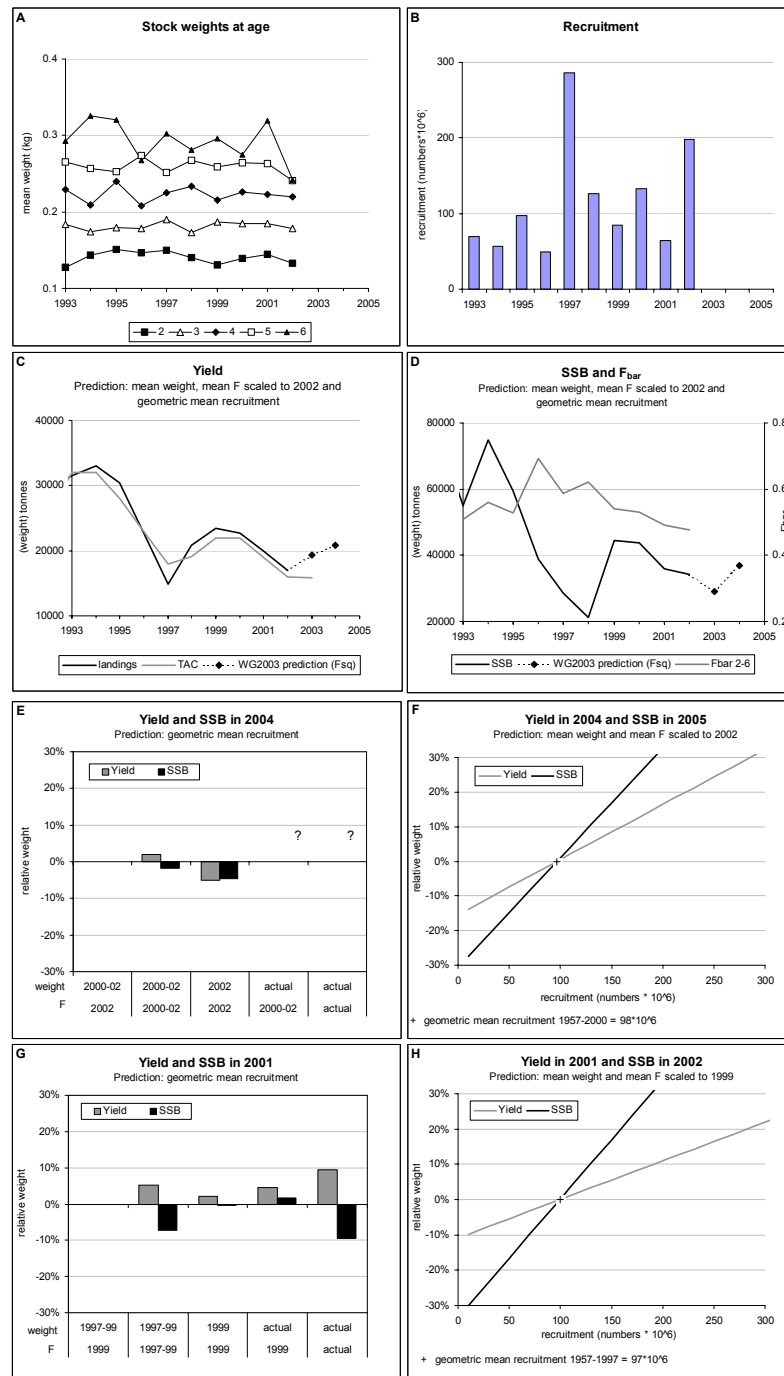 A
Stock weights at age
0.4
0.3
0.2
0.1
mean weight (kg)
1993 1995 1997 1999 2001 2003 2005
2 3 4 5 6
B
Recruitment
300
200
100
0
recruitment (numbers*10^6)
1993 1995 1997 1999 2001 2003 2005
C
Yield
Prediction: mean weight, mean F scaled to 2002 and
geometric mean recruitment
40000
30000
20000
10000
(weight) tonnes
1993 1995 1997 1999 2001 2003 2005
landings TAC WG2003 prediction (Fsq)
D
SSB and Fbar
Prediction: mean weight, mean F scaled to 2002 and
geometric mean recruitment
80000
60000
40000
20000
(weight) tonnes
0.8
0.6
0.4
0.2
Fbar
1993 1995 1997 1999 2001 2003 2005
SSB WG2003 prediction (Fsq) Fbar 2-6
E
Yield and SSB in 2004
Prediction: geometric mean recruitment
Yield SSB
30%
20%
10%
0%
-10%
-20%
-30%
relative weight
? ?
weight 2000-02 2000-02 2002 actual actual
F 2002 2000-02 2002 2000-02 actual
F
Yield in 2004 and SSB in 2005
Prediction: mean weight and mean F scaled to 2002
Yield SSB
30%
20%
10%
0%
-10%
-20%
-30%
relative weight
0 50 100 150 200 250 300
recruitment (numbers * 10^6)
+ geometric mean recruitment 1957-2000 = 98*10^6
G
Yield and SSB in 2001
Prediction: geometric mean recruitment
Yield SSB
30%
20%
10%
0%
-10%
-20%
-30%
relative weight
weight 1997-99 1997-99 1999 actual actual
F 1999 1997-99 1999 1999 actual
H
Yield in 2001 and SSB in 2002
Prediction: mean weight and mean F scaled to 1999
Yield SSB
30%
20%
10%
0%
-10%
-20%
-30%
relative weight
0 50 100 150 200 250 300
recruitment (numbers * 10^6)
+ geometric mean recruitment 1957-1997 = 97*10^6